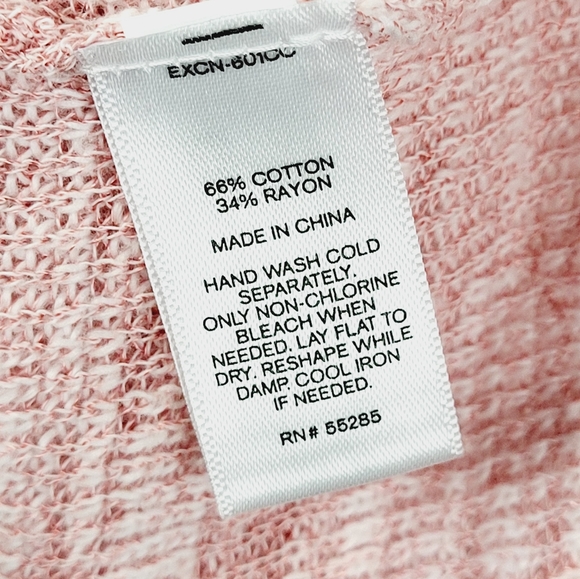 EXCN-601CC
66% COTTON
34% RAYON
MADE IN CHINA
HAND WASH COLD
SEPARATELY.
ONLY NON-CHLORINE
BLEACH WHEN
NEEDED. LAY FLAT TO
DRY. RESHAPE WHILE
DAMP. COOL IRON
IF NEEDED.
RN# 55285